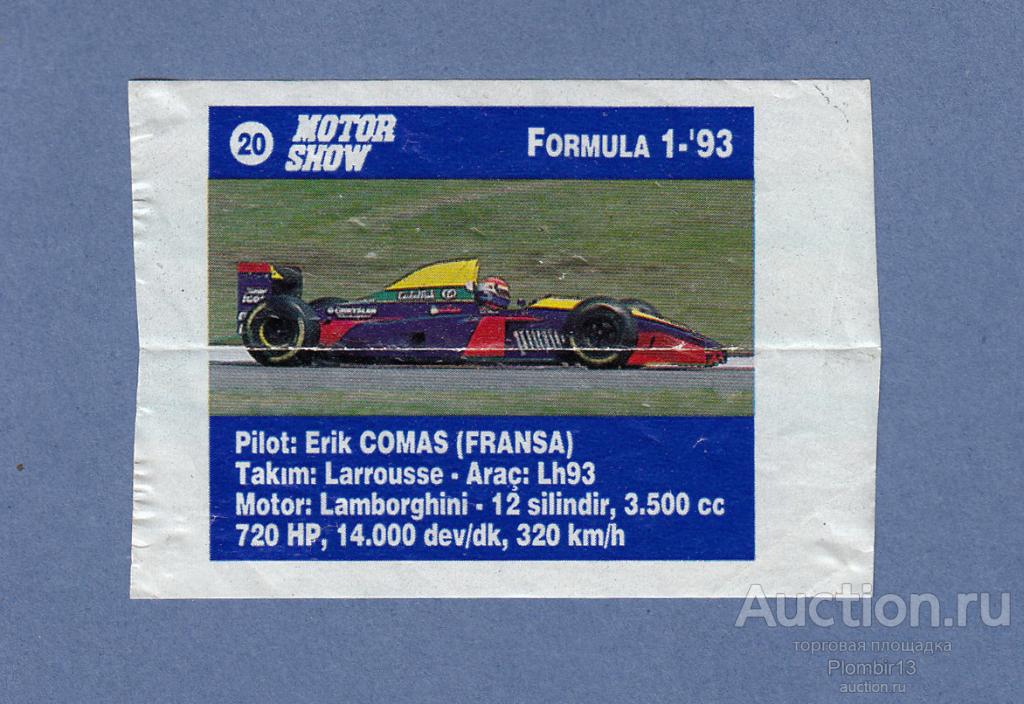 20 MOTOR SHOW FORMULA 1-'93
CHRYSLER
Pilot: Erik COMAS (FRANSA)
Takım: Larrousse - Araç: Lh93
Motor: Lamborghini - 12 silindir, 3.500 cc
720 HP, 14.000 dev/dk, 320 km/h
Auction.ru
торговая площадка
Plombir13
auction.ru